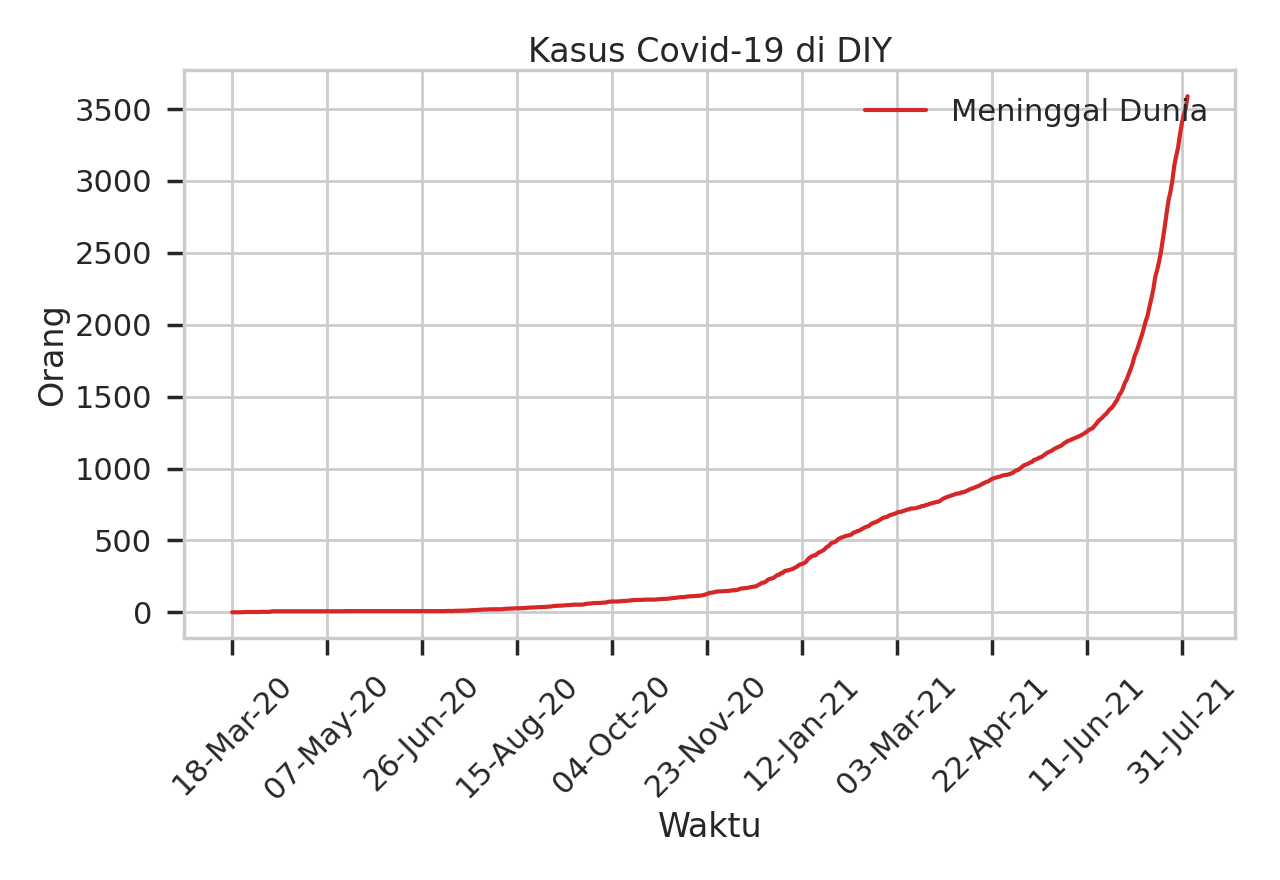 Kasus Covid-19 di DIY
Meninggal Dunia
Orang
3500
3000
2500
2000
1500
1000
500
0
18-Mar-20
07-May-20
26-Jun-20
15-Aug-20
04-Oct-20
23-Nov-20
12-Jan-21
03-Mar-21
22-Apr-21
11-Jun-21
31-Jul-21
Waktu